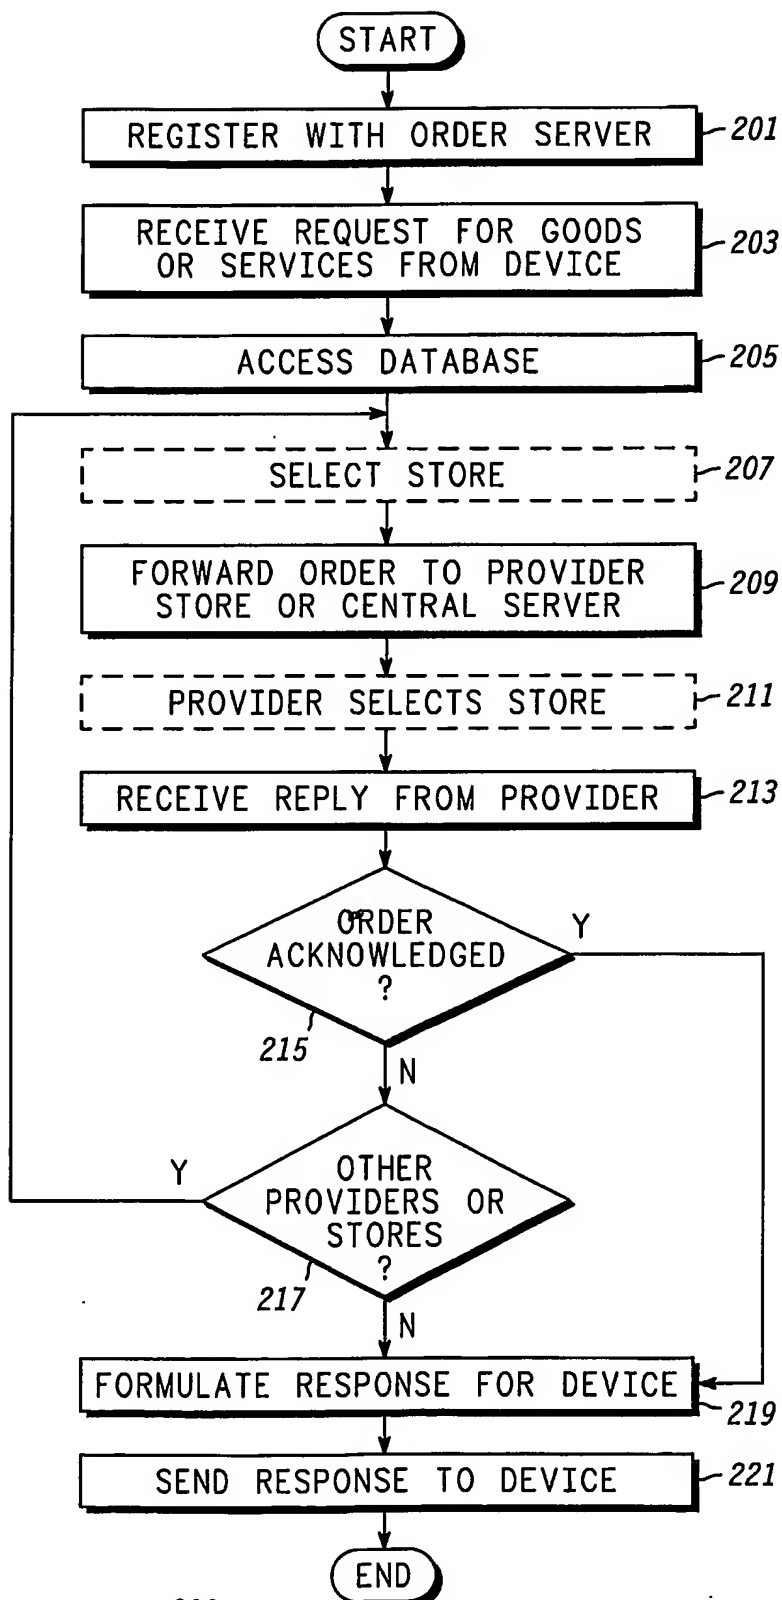 START
REGISTER WITH ORDER SERVER
201
RECEIVE REQUEST FOR GOODS
OR SERVICES FROM DEVICE
203
ACCESS DATABASE
205
SELECT STORE
207
FORWARD ORDER TO PROVIDER
STORE OR CENTRAL SERVER
209
PROVIDER SELECTS STORE
211
RECEIVE REPLY FROM PROVIDER
213
ORDER
ACKNOWLEDGED
?
Y
215
N
OTHER
PROVIDERS OR
STORES
?
Y
217
N
FORMULATE RESPONSE FOR DEVICE
219
SEND RESPONSE TO DEVICE
221
END